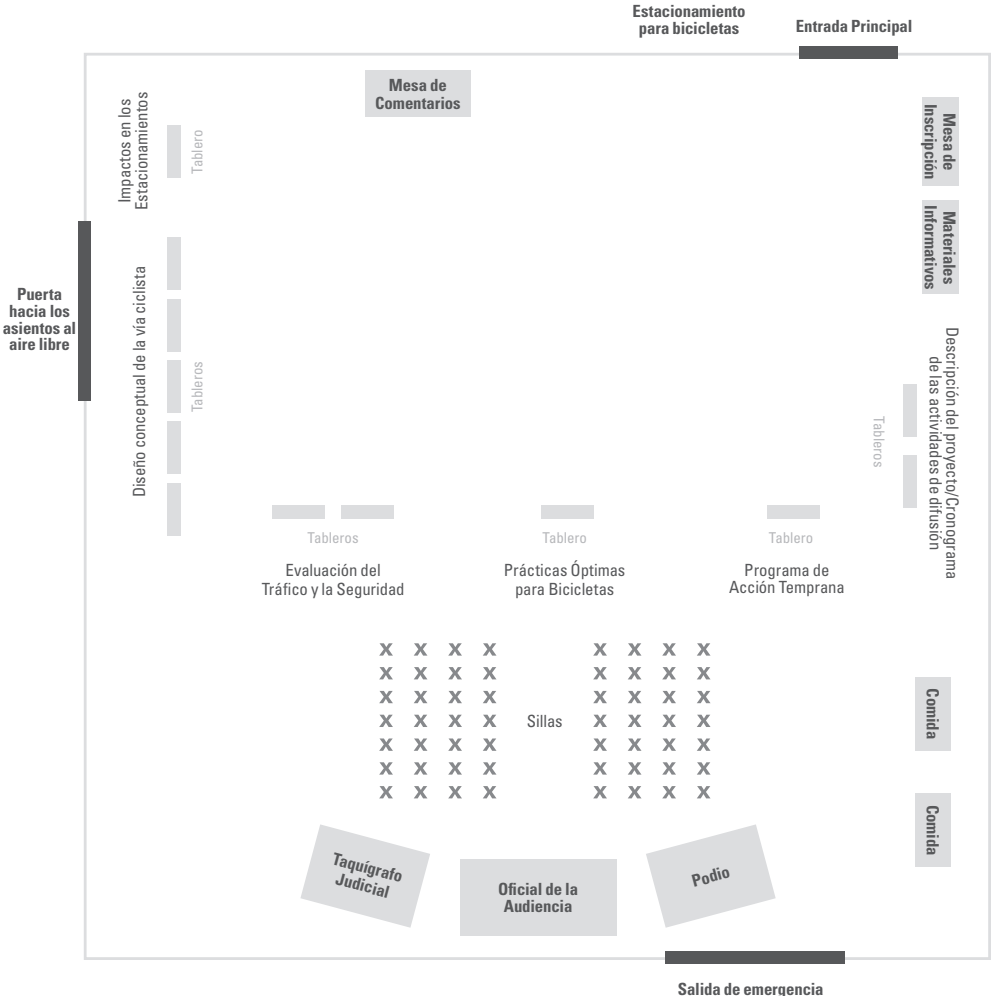 Estacionamiento
para bicicletas
Entrada Principal
Mesa de
Comentarios
Impactos en los
Estacionamientos
Tablero
Mesa de
Inscripción
Materiales
Informativos
Puerta
hacia los
asientos al
aire libre
Diseño conceptual de la vía ciclista
Tableros
Descripción del proyecto/Cronograma
de las actividades de difusión
Tableros
Tableros
Evaluación del
Tráfico y la Seguridad
Tablero
Prácticas Óptimas
para Bicicletas
Tablero
Programa de
Acción Temprana
X X X X X X X X
X X X X X X X X
X X X X X X X X
X X X X Sillas X X X X
X X X X X X X X
X X X X X X X X
X X X X X X X X
Comida
Comida
Taquígrafo
Judicial
Oficial de la
Audiencia
Podio
Salida de emergencia